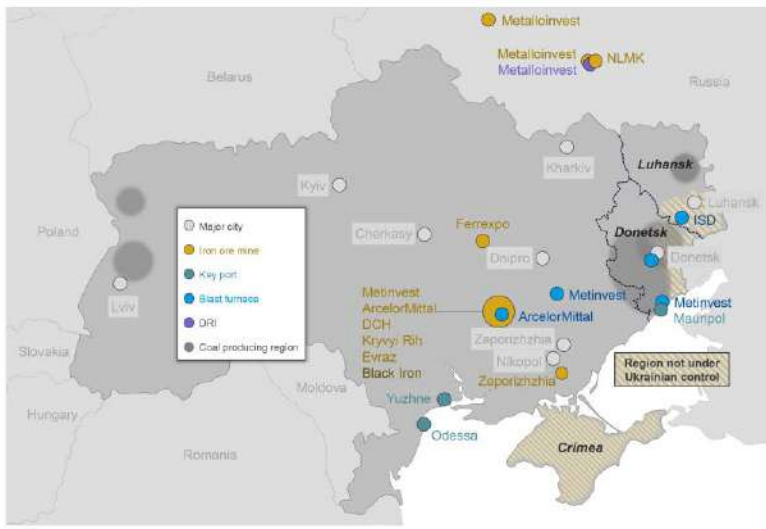 Metalloinvest
Metalloinvest
NLMK
Metalloinvest
Belarus
Russia
Kharkiv
Luhansk
Kyiv
Luhansk
Poland
Major city
Iron ore mine
Key port
Blast furnace
DRI
Coal producing region
Cherkasy
Ferrexpo
Donetsk
ISD
Dnipro
Donetsk
Lviv
Metinvest
ArcelorMittal
DCH
Kryvyi Rih
Evraz
Black Iron
Metinvest
ArcelorMittal
Metinvest
Mauripol
Zaporizhzhia
Nikopol
Zaporizhzhia
Region not under
Ukrainian control
Slovakia
Moldova
Hungary
Yuzhne
Odessa
Romania
Crimea